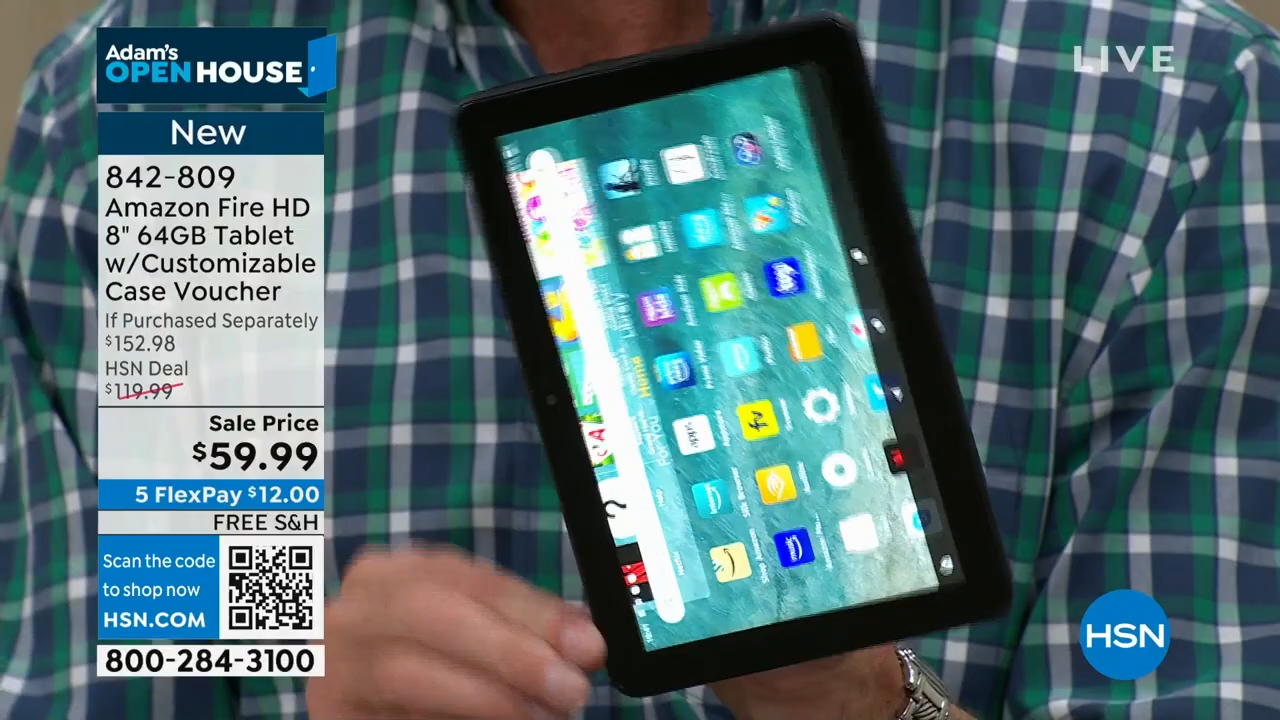 Adam's
OPEN HOUSE
LIVE
New
842-809
Amazon Fire HD
8" 64GB Tablet
w/Customizable
Case Voucher
If Purchased Separately
$152.98
HSN Deal
$119.99
Sale Price
$59.99
5 FlexPay $12.00
FREE S&H
Scan the code
to shop now
HSN.COM
800-284-3100
HSN